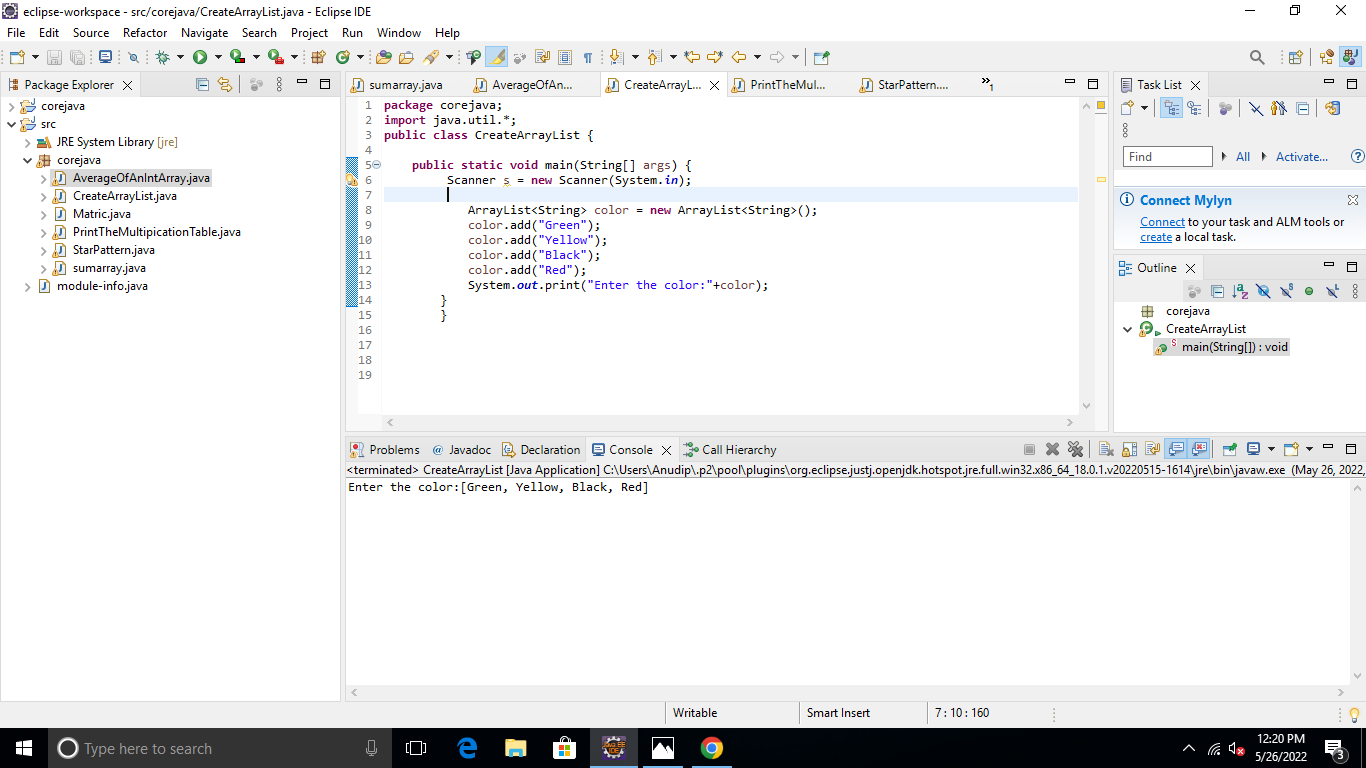 eclipse-workspace - src/corejava/CreateArrayList.java - Eclipse IDE
File Edit Source Refactor Navigate Search Project Run Window Help
Package Explorer
corejava
src
JRE System Library [jre]
corejava
AverageOfAnIntArray.java
CreateArrayList.java
Matric.java
PrintTheMultipicationTable.java
StarPattern.java
sumarray.java
module-info.java
sumarray.java AverageOfAn... CreateArrayL... PrintTheMul... StarPattern.... »1
1 package corejava;
2 import java.util.*;
3 public class CreateArrayList {
4
5 public static void main(String[] args) {
6 Scanner s = new Scanner(System.in);
7
8 ArrayList<String> color = new ArrayList<String>();
9 color.add("Green");
10 color.add("Yellow");
11 color.add("Black");
12 color.add("Red");
13 System.out.print("Enter the color:"+color);
14 }
15 }
16
17
18
19
Task List
Find All Activate...
Connect Mylyn
Connect to your task and ALM tools or
create a local task.
Outline
corejava
CreateArrayList
main(String[]) : void
Problems @ Javadoc Declaration Console Call Hierarchy
<terminated> CreateArrayList [Java Application] C:\Users\Anudip\.p2\pool\plugins\org.eclipse.justj.openjdk.hotspot.jre.full.win32.x86_64_18.0.1.v20220515-1614\jre\bin\javaw.exe (May 26, 2022,
Enter the color:[Green, Yellow, Black, Red]
Writable Smart Insert 7 : 10 : 160
Type here to search
12:20 PM
5/26/2022
3